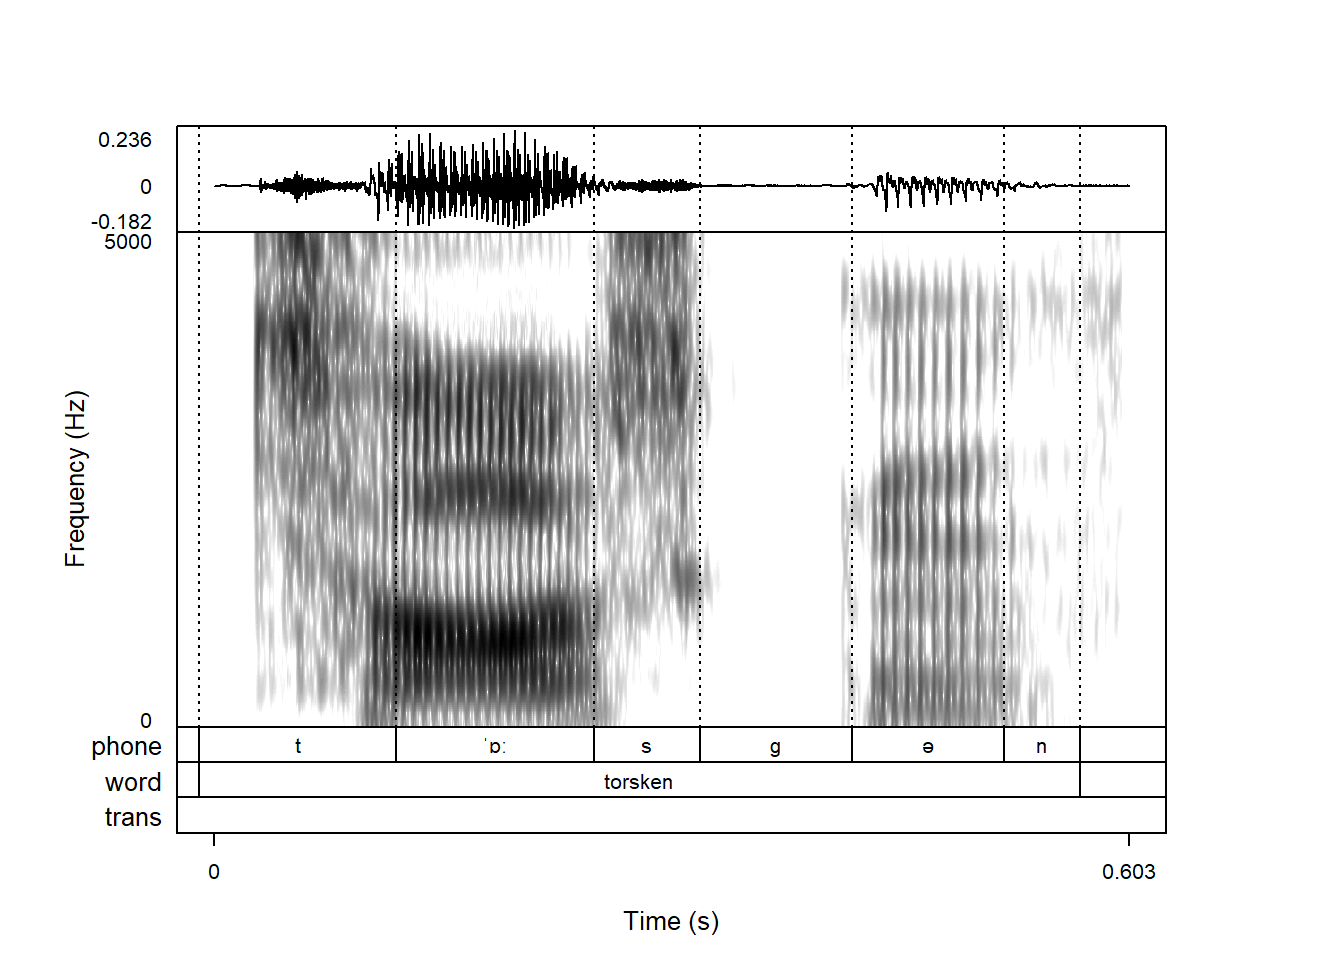 0.236
0
-0.182
5000
Frequency (Hz)
0
phone t ˈɒː s ɡ ə n
word torsken
trans
0 0.603
Time (s)